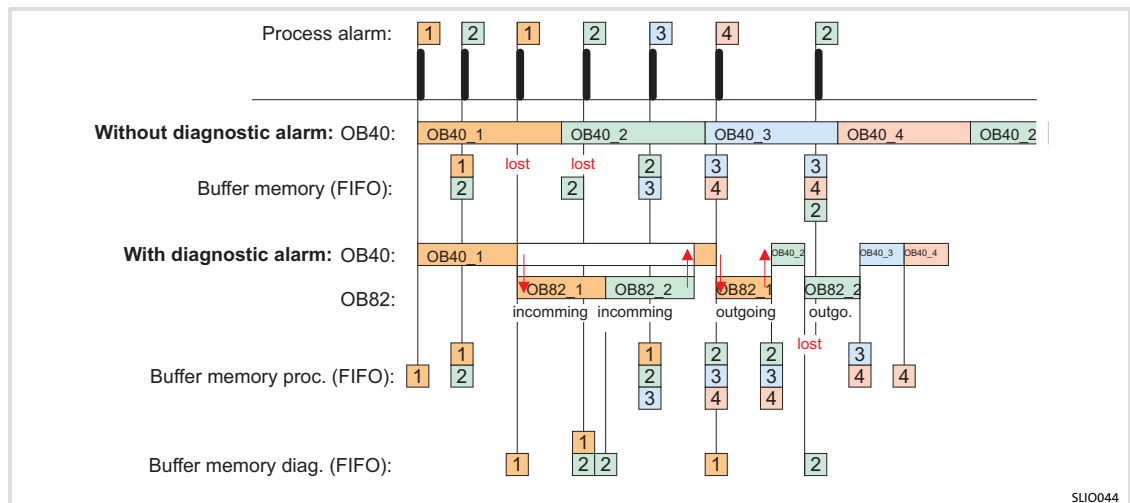 Process alarm: 1 2 1 2 3 4 2
Without diagnostic alarm: OB40: OB40_1 OB40_2 OB40_3 OB40_4 OB40_2
1 lost lost 2 3 3
Buffer memory (FIFO): 2 2 3 4 4
2
With diagnostic alarm: OB40: OB40_1 OB40_2 OB40_3 OB40_4
OB82: OB82_1 OB82_2 OB82_1 OB82_2
incomming incomming outgoing outgo.
lost
1 1 2 2 3
Buffer memory proc. (FIFO): 1 2 2 3 3 4 4
3 4 4
1
Buffer memory diag. (FIFO): 1 2 2 1 2
SLIO044